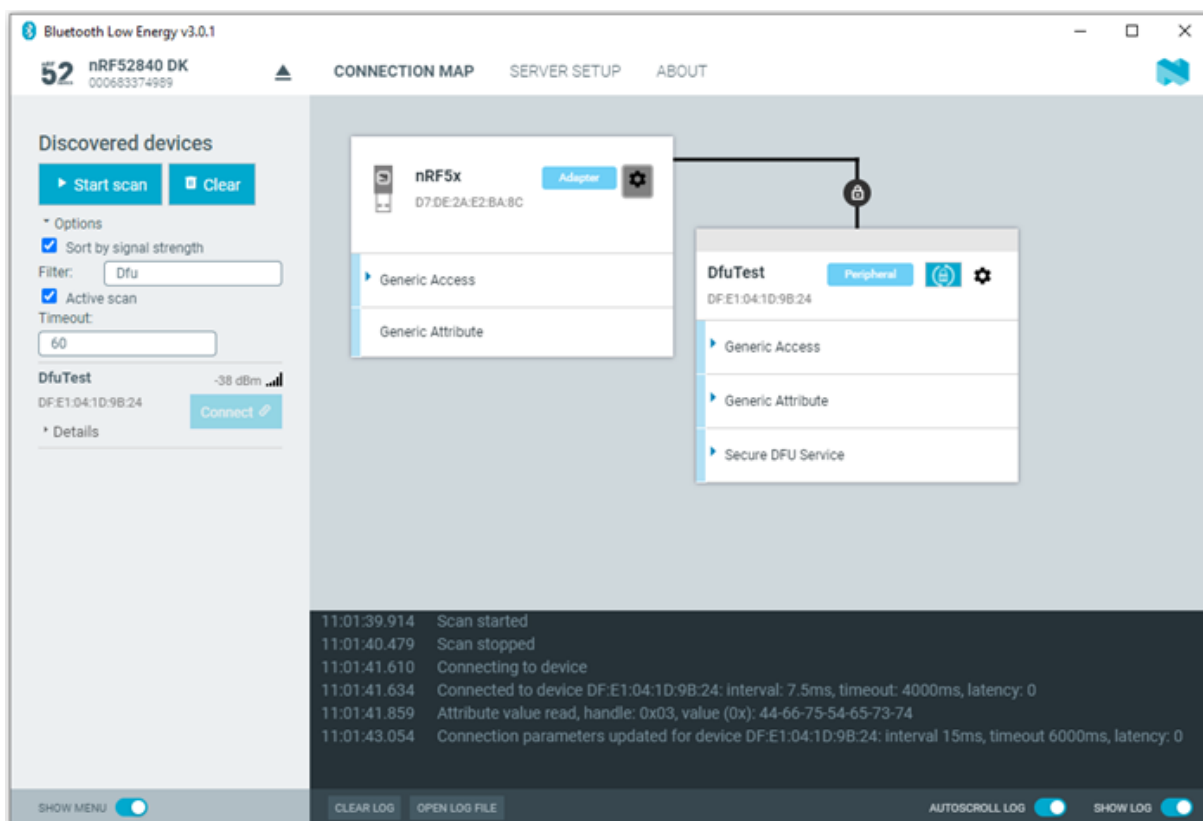 Bluetooth Low Energy v3.0.1
52 nRF52840 DK
000683374989
CONNECTION MAP SERVER SETUP ABOUT
Discovered devices
Start scan Clear
Options
Sort by signal strength
Filter: Dfu
Active scan
Timeout:
60
DfuTest -38 dBm
DF:E1:04:1D:9B:24
Connect
Details
nRF5x Adapter
D7:DE:2A:E2:BA:8C
Generic Access
Generic Attribute
DfuTest Peripheral
DF:E1:04:1D:9B:24
Generic Access
Generic Attribute
Secure DFU Service
11:01:39.914 Scan started
11:01:40.479 Scan stopped
11:01:41.610 Connecting to device
11:01:41.634 Connected to device DF:E1:04:1D:9B:24: interval: 7.5ms, timeout: 4000ms, latency: 0
11:01:41.859 Attribute value read, handle: 0x03, value (0x): 44-66-75-54-65-73-74
11:01:43.054 Connection parameters updated for device DF:E1:04:1D:9B:24: interval 15ms, timeout 6000ms, latency: 0
SHOW MENU CLEAR LOG OPEN LOG FILE AUTOSCROLL LOG SHOW LOG